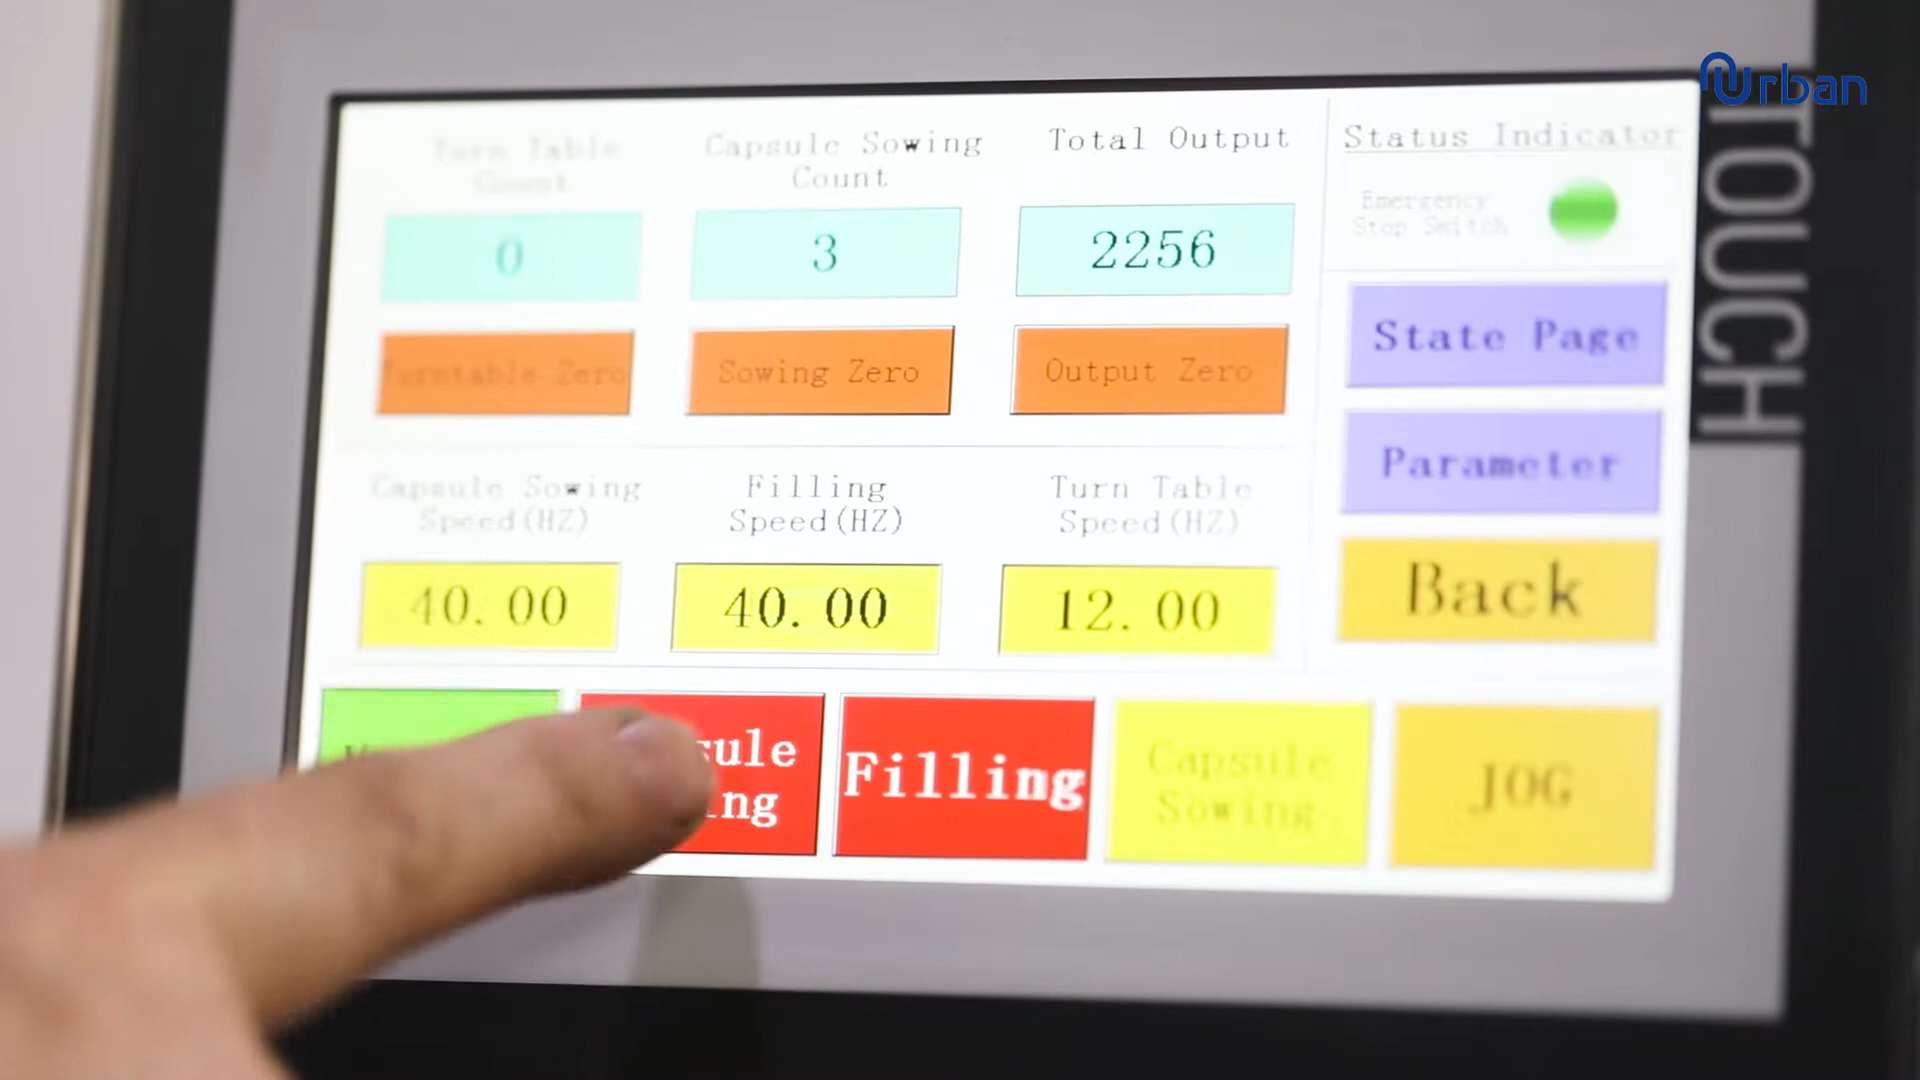 Urban
TOUCH
Turn Table
Count
Capsule Sowing
Count
Total Output
Status Indicator
0
3
2256
Emergency
Stop Switch
Turntable Zero
Sowing Zero
Output Zero
State Page
Parameter
Capsule Sowing
Speed(HZ)
Filling
Speed(HZ)
Turn Table
Speed(HZ)
40.00
40.00
12.00
Back
sule
ing
Filling
Capsule
Sowing
JOG